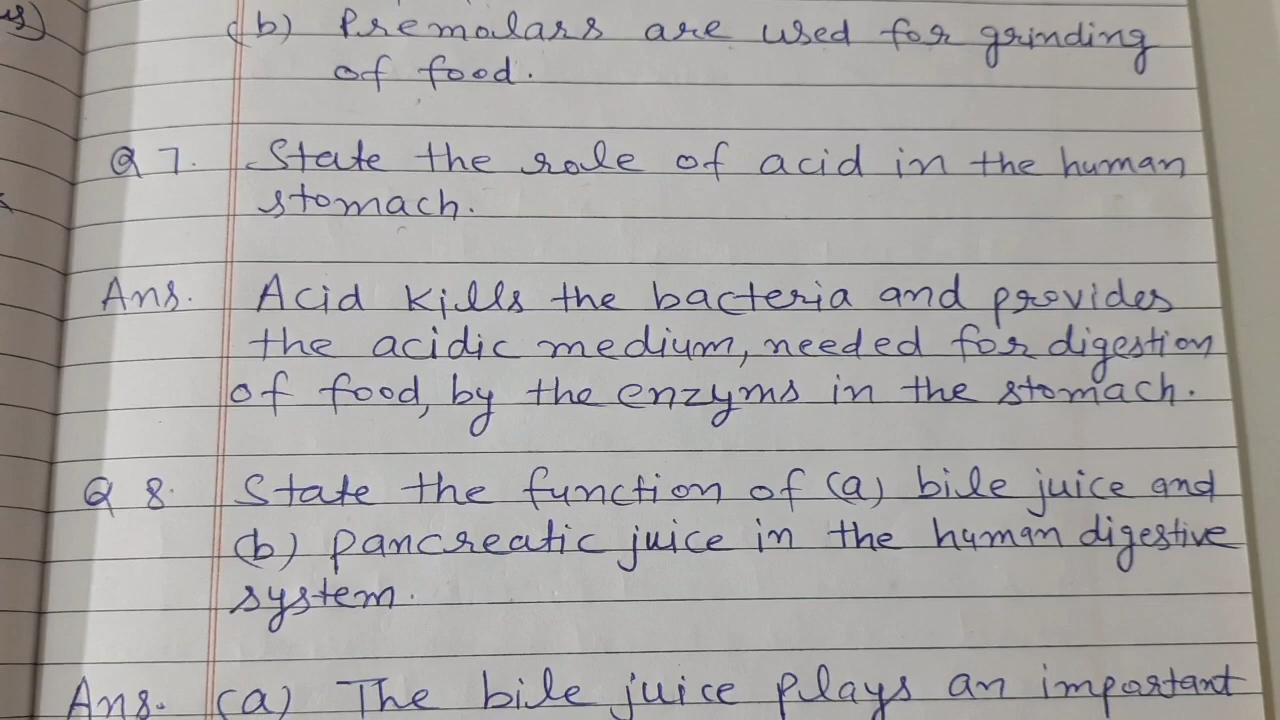 (b) Premolars are used for grinding
of food.
Q 7. State the role of acid in the human
stomach.
Ans. Acid kills the bacteria and provides
the acidic medium, needed for digestion
of food, by the enzyms in the stomach.
Q 8. State the function of (a) bile juice and
(b) pancreatic juice in the human digestive
system.
Ans. (a) The bile juice plays an important